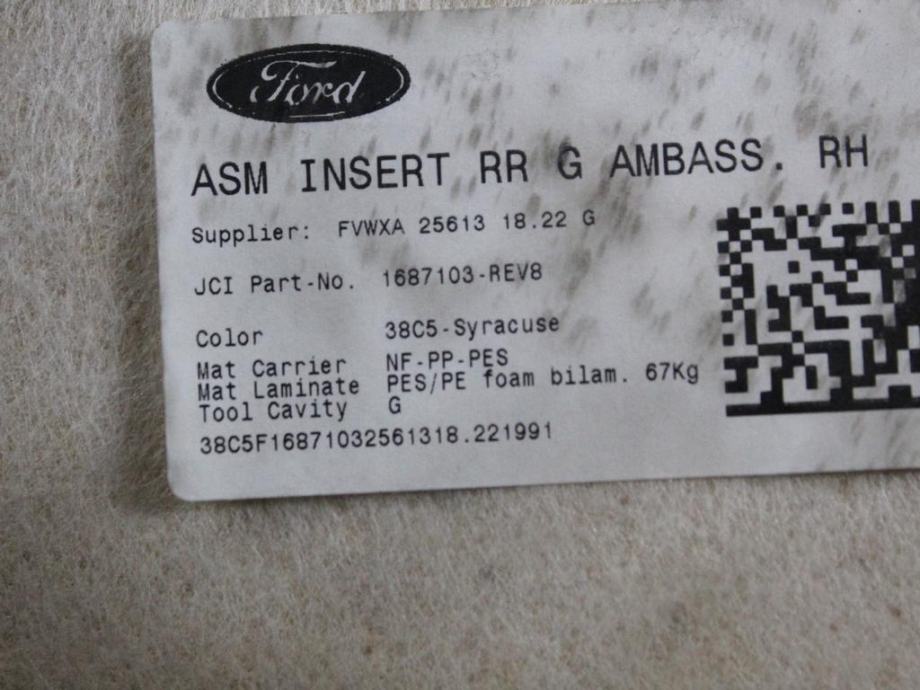 Ford
ASM INSERT RR G AMBASS. RH
Supplier: FVWXA 25613 18.22 G
JCI Part-No. 1687103-REV8
Color 38C5-Syracuse
Mat Carrier NF-PP-PES
Mat Laminate PES/PE foam bilam. 67Kg
Tool Cavity G
38C5F16871032561318.221991